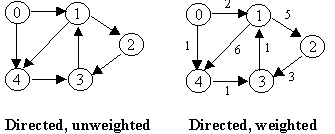 0 1 2 4 3
0 2 1 5 1 6 1 2 3 4 1 3
Directed, unweighted
Directed, weighted